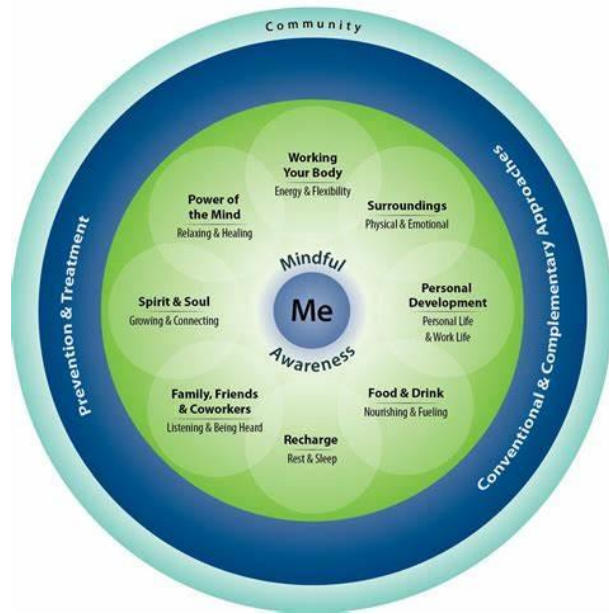 Community
Prevention & Treatment
Conventional & Complementary Approaches
Working
Your Body
Energy & Flexibility
Surroundings
Physical & Emotional
Personal
Development
Personal Life
& Work Life
Food & Drink
Nourishing & Fueling
Recharge
Rest & Sleep
Family, Friends
& Coworkers
Listening & Being Heard
Spirit & Soul
Growing & Connecting
Power of
the Mind
Relaxing & Healing
Mindful
Me
Awareness